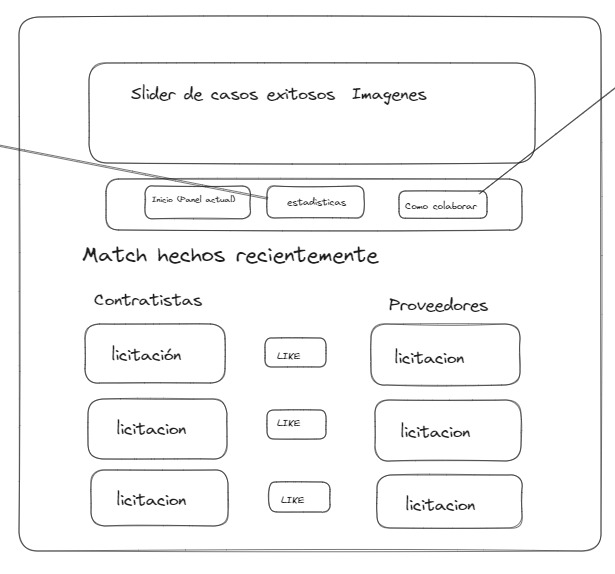 Slider de casos exitosos Imagenes
Inicio (Panel actual)
estadisticas
Como colaborar
Match hechos recientemente
Contratistas
Proveedores
licitación
LIKE
licitacion
licitacion
LIKE
licitacion
licitacion
LIKE
licitacion